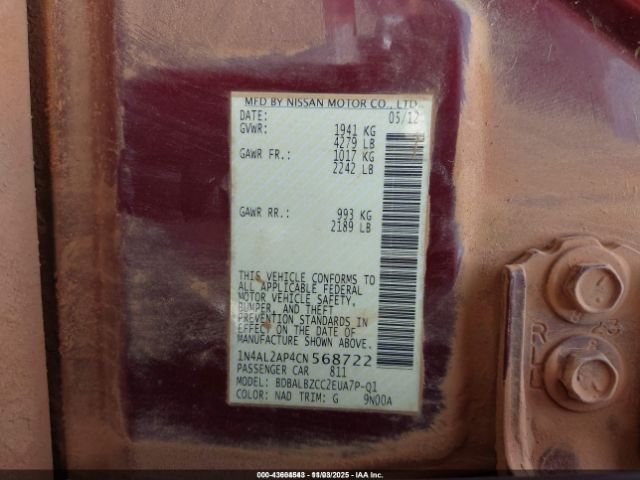 MFD BY NISSAN MOTOR CO., LTD.
DATE: 05/12
GVWR: 1941 KG
4279 LB
GAWR FR.: 1017 KG
2242 LB
GAWR RR.: 993 KG
2189 LB
THIS VEHICLE CONFORMS TO
ALL APPLICABLE FEDERAL
MOTOR VEHICLE SAFETY,
BUMPER, AND THEFT
PREVENTION STANDARDS IN
EFFECT ON THE DATE OF
MANUFACTURE SHOWN ABOVE.
1N4AL2AP4CN568722
PASSENGER CAR 811
MODEL: BDBALBZCC2EUA7P-Q1
COLOR: NAD TRIM: G 9N00A
R
11/03/2025 - IAA Inc.